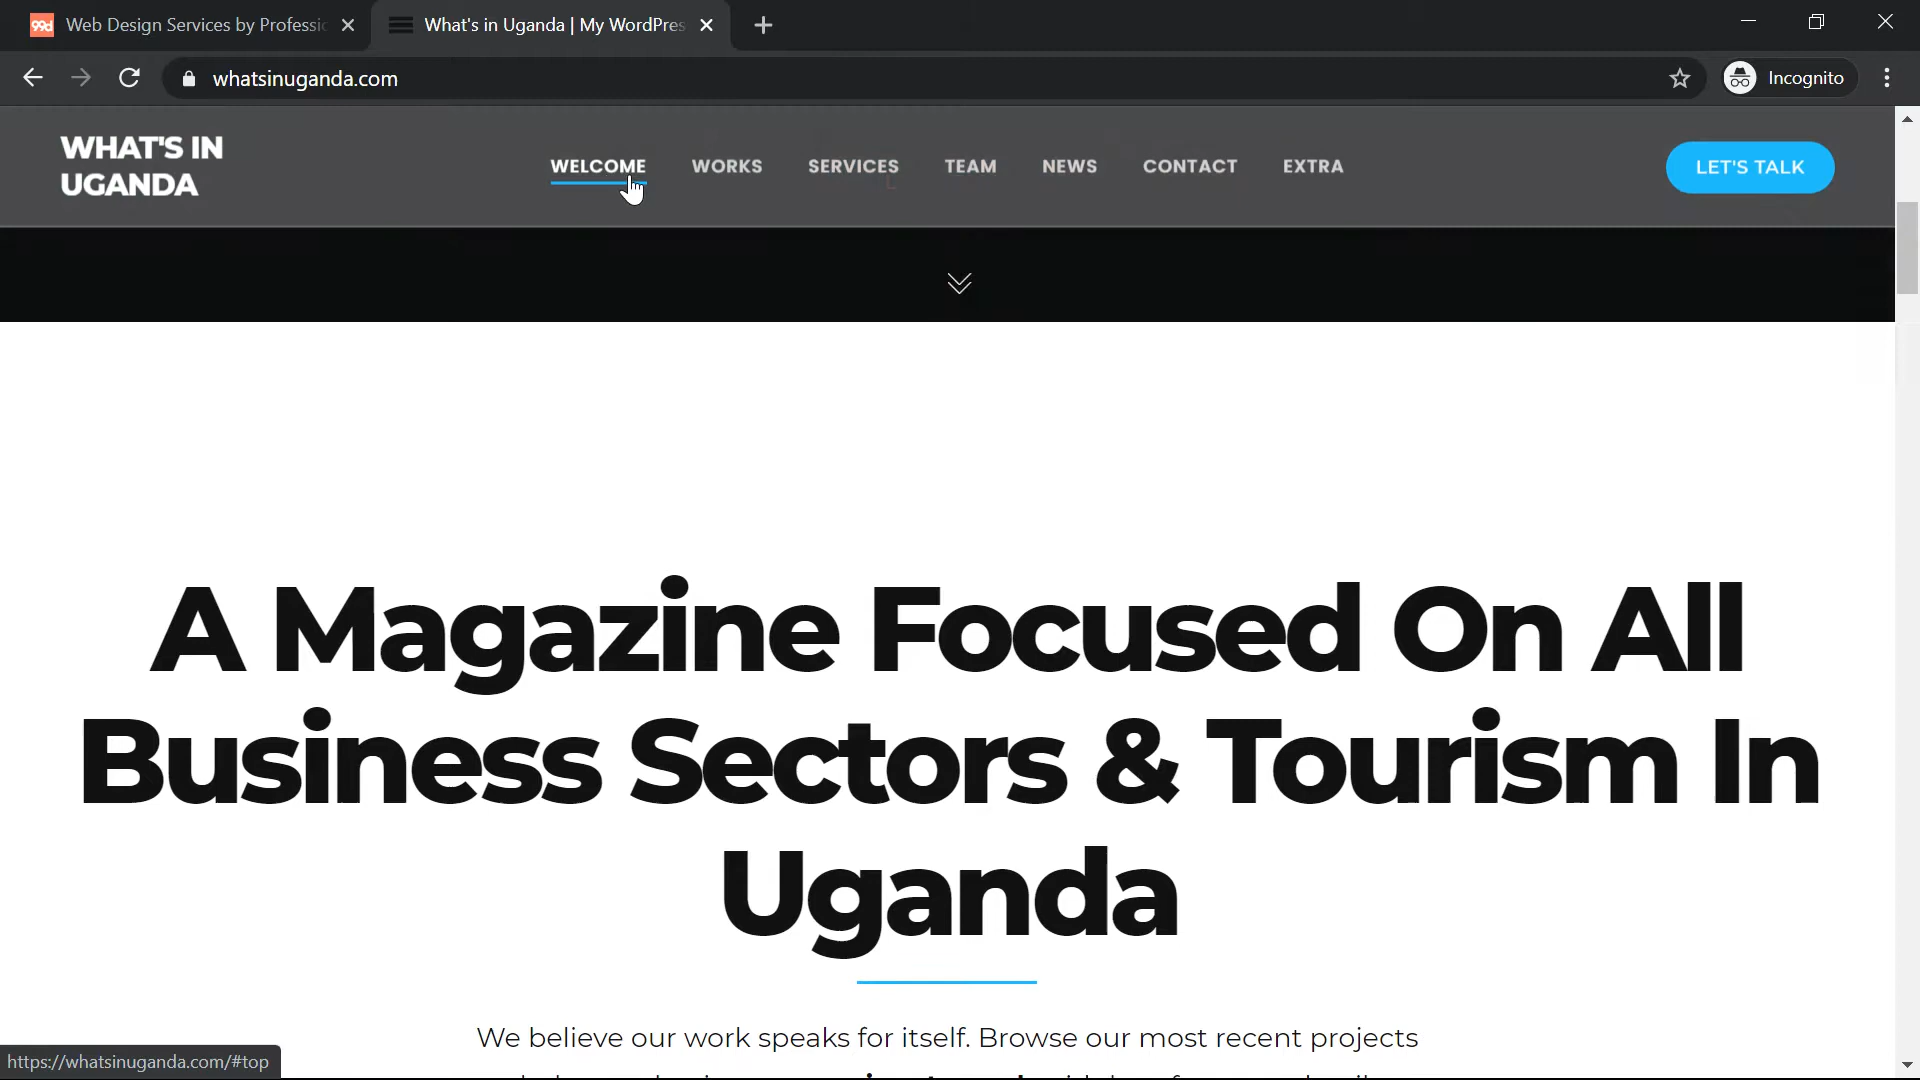 99d Web Design Services by Professi
What's in Uganda | My WordPres
whatsinuganda.com
Incognito
WHAT'S IN
UGANDA
WELCOME WORKS SERVICES TEAM NEWS CONTACT EXTRA
LET'S TALK
A Magazine Focused On All
Business Sectors & Tourism In
Uganda
We believe our work speaks for itself. Browse our most recent projects
https://whatsinuganda.com/#top